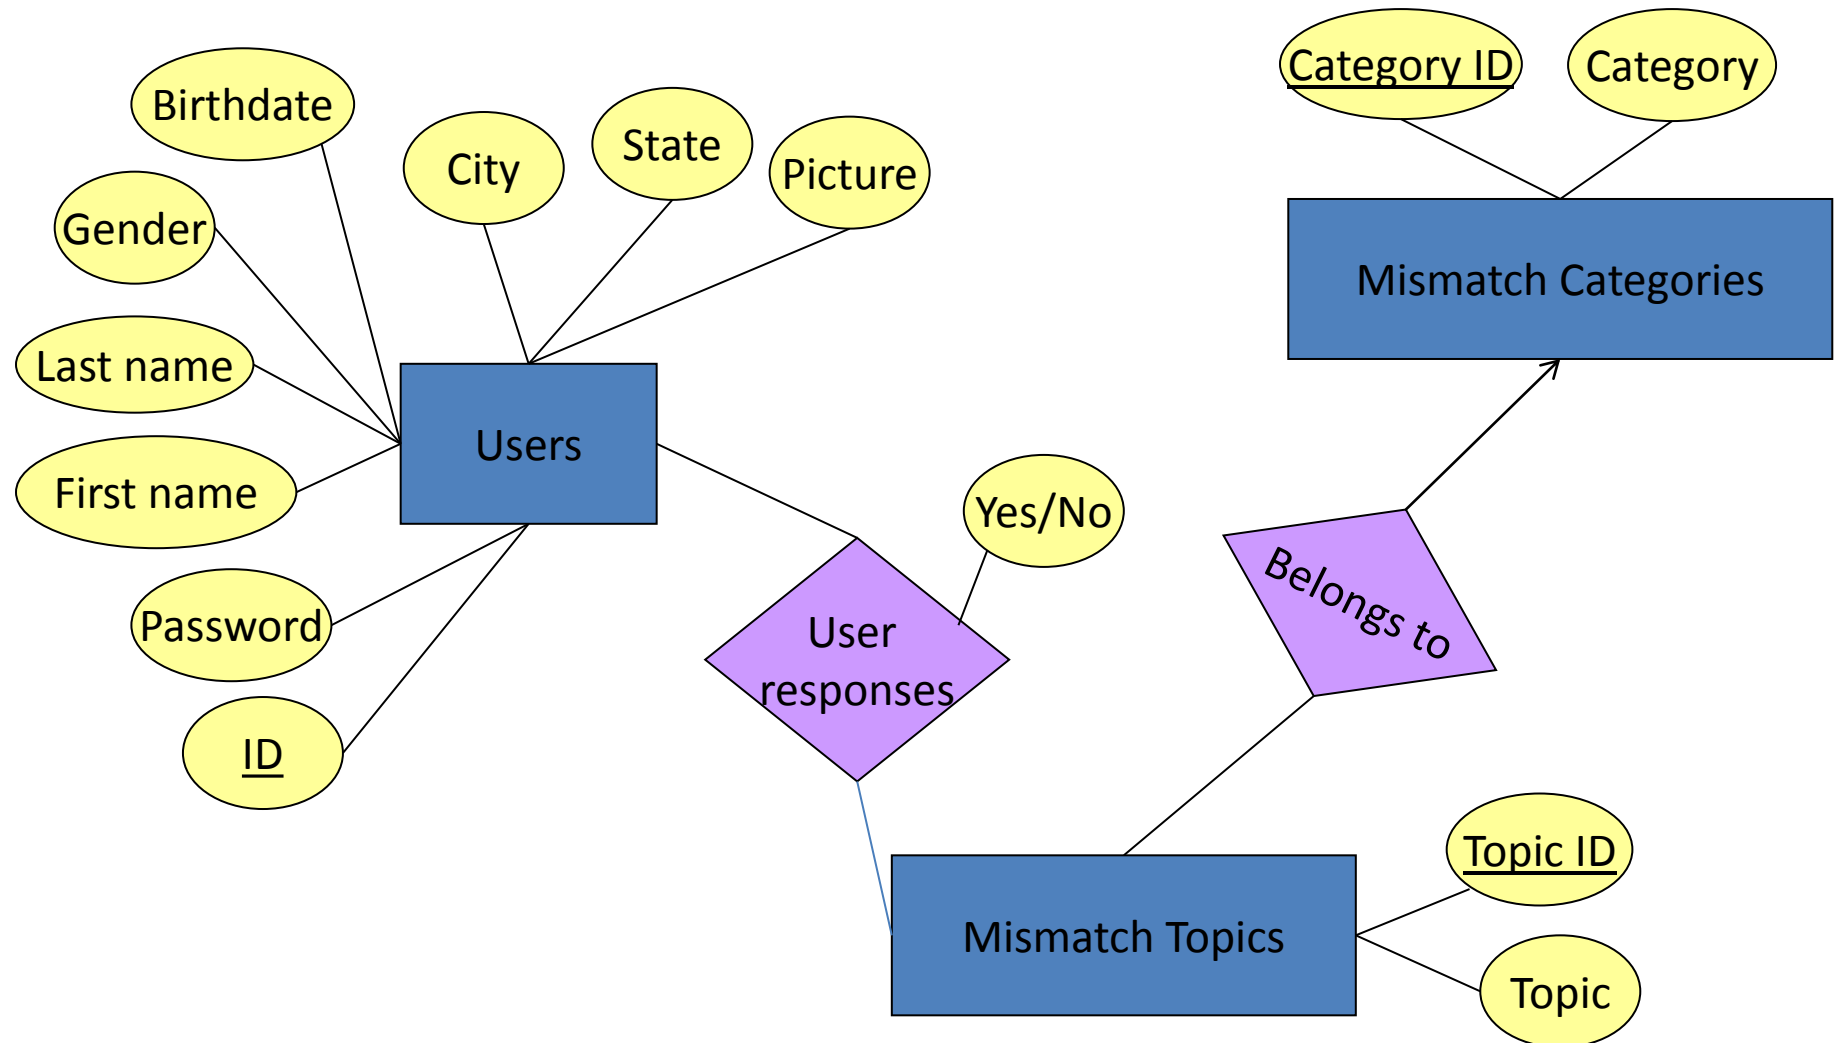 Category ID
Category
Birthdate
City
State
Picture
Gender
Mismatch Categories
Last name
Users
First name
Yes/No
Belongs to
Password
User
responses
ID
Topic ID
Mismatch Topics
Topic